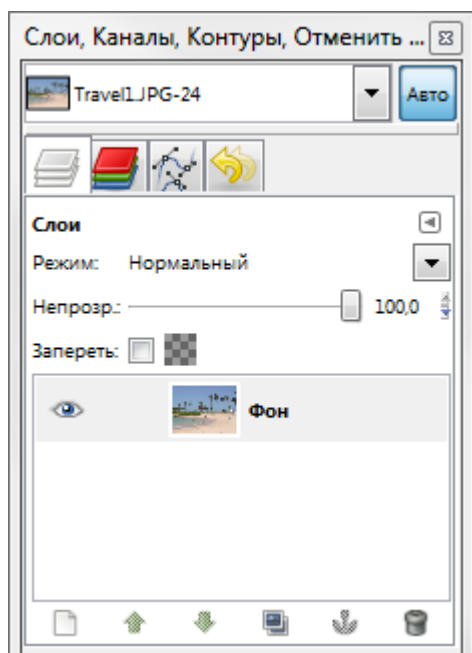 Слои, Каналы, Контуры, Отменить ...
Travel1.JPG-24
Авто
Слои
Режим: Нормальный
Непрозр.: 100,0
Запереть:
Фон